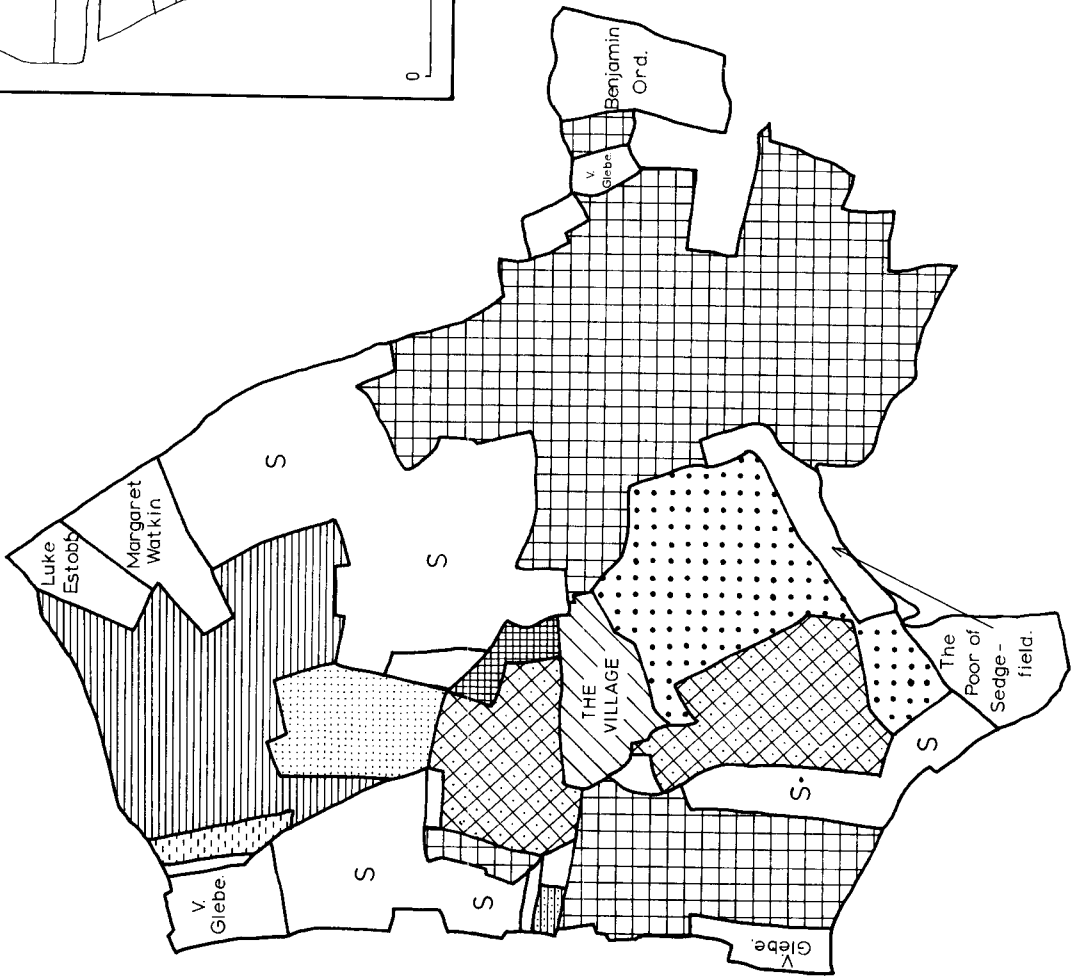 0
Benjamin
Ord.
V.
Glebe.
Luke
Estobb
Margaret
Watkin
S
S
THE
VILLAGE
The
Poor of
Sedge-
field.
S
S
V.
Glebe.
S
S
V.
Glebe.